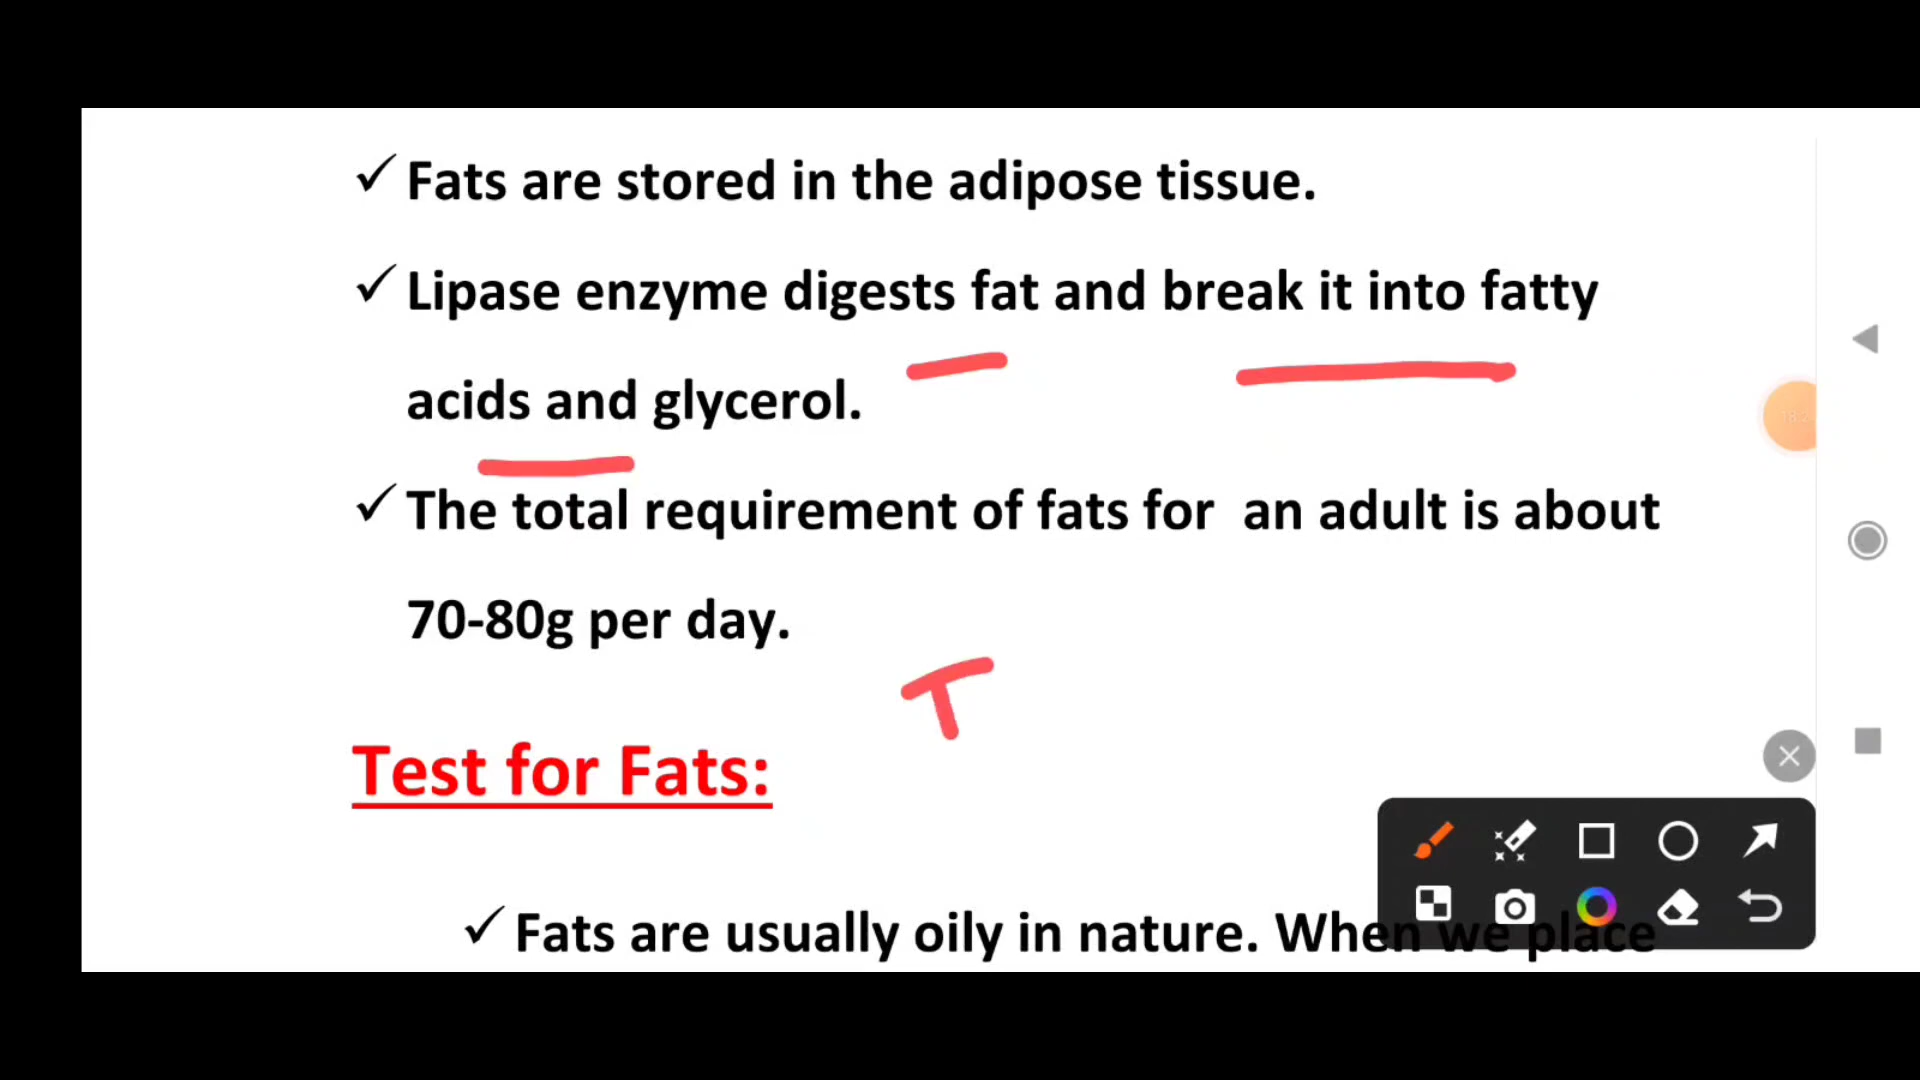 ✓ Fats are stored in the adipose tissue.
✓ Lipase enzyme digests fat and break it into fatty
acids and glycerol.
✓ The total requirement of fats for an adult is about
70-80g per day.
T
Test for Fats:
✓ Fats are usually oily in nature. When we place